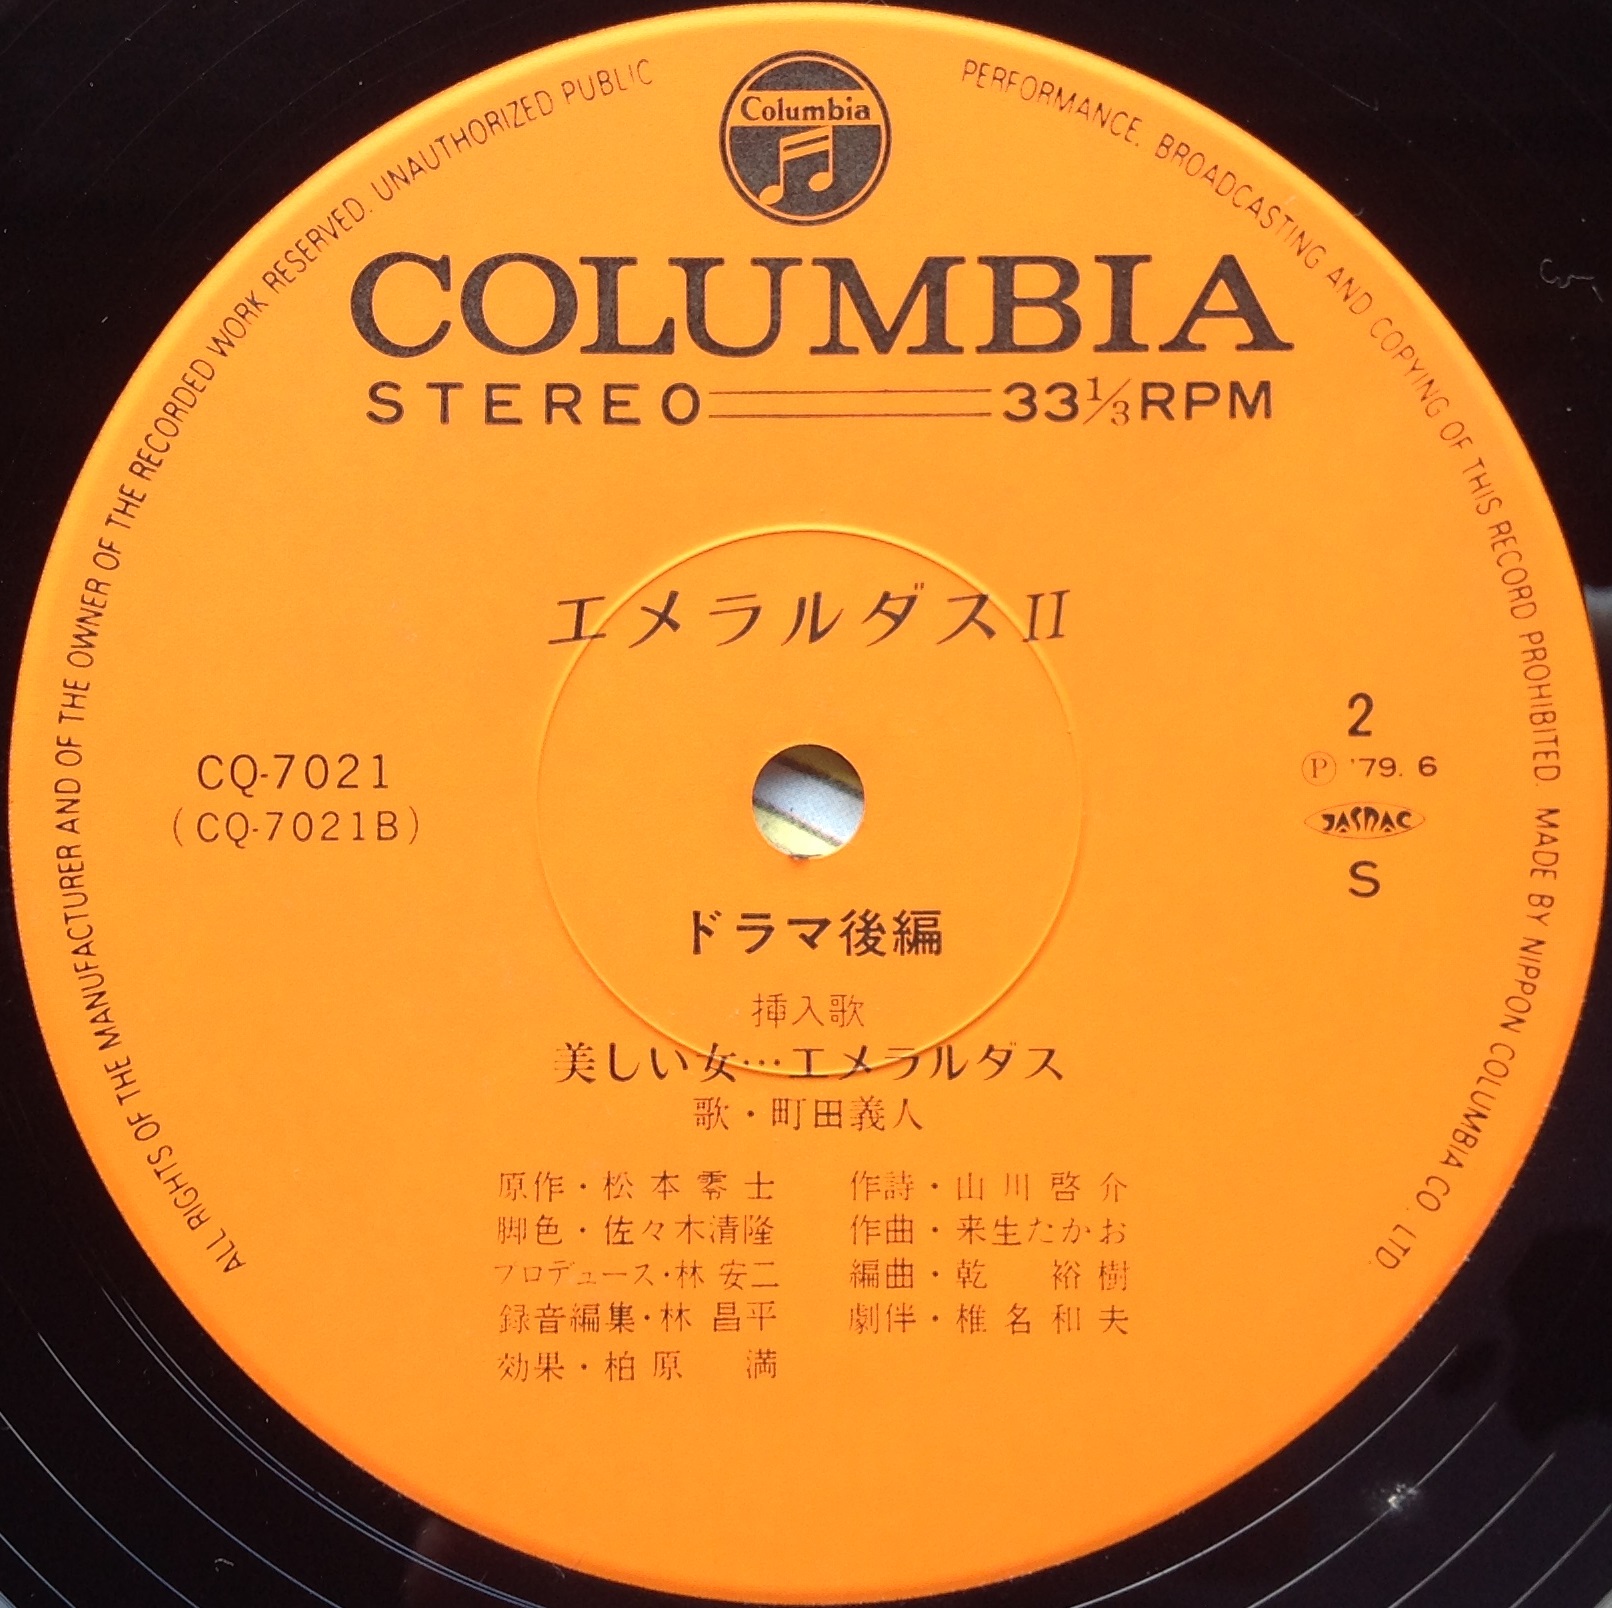 ALL RIGHTS OF THE MANUFACTURER AND OF THE OWNER OF THE RECORDED WORK RESERVED. UNAUTHORIZED PUBLIC PERFORMANCE. BROADCASTING AND COPYING OF THIS RECORD PROHIBITED. MADE BY NIPPON COLUMBIA CO. LTD.
Columbia
COLUMBIA
STEREO 33 1/3 RPM
エメラルダスII
CQ-7021
(CQ-7021B)
2
Ⓟ '79. 6
JASRAC
S
ドラマ後編
挿入歌
美しい女…エメラルダス
歌・町田義人
原作・松本零士
脚色・佐々木清隆
プロデュース・林 安二
録音編集・林 昌平
効果・柏原 満
作詩・山川啓介
作曲・来生たかお
編曲・乾 裕樹
劇伴・椎名和夫